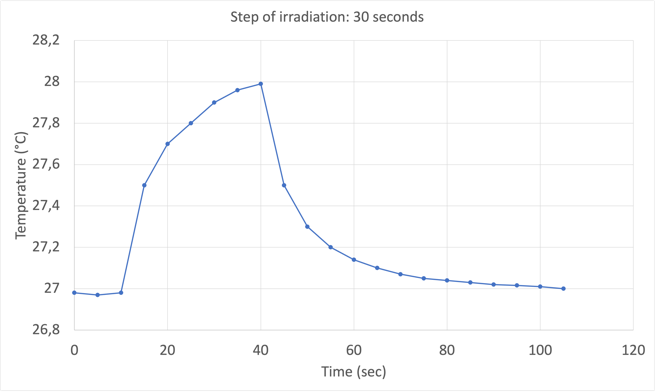 Step of irradiation: 30 seconds
28,2
28
27,8
27,6
27,4
27,2
27
26,8
Temperature (°C)
0 20 40 60 80 100 120
Time (sec)